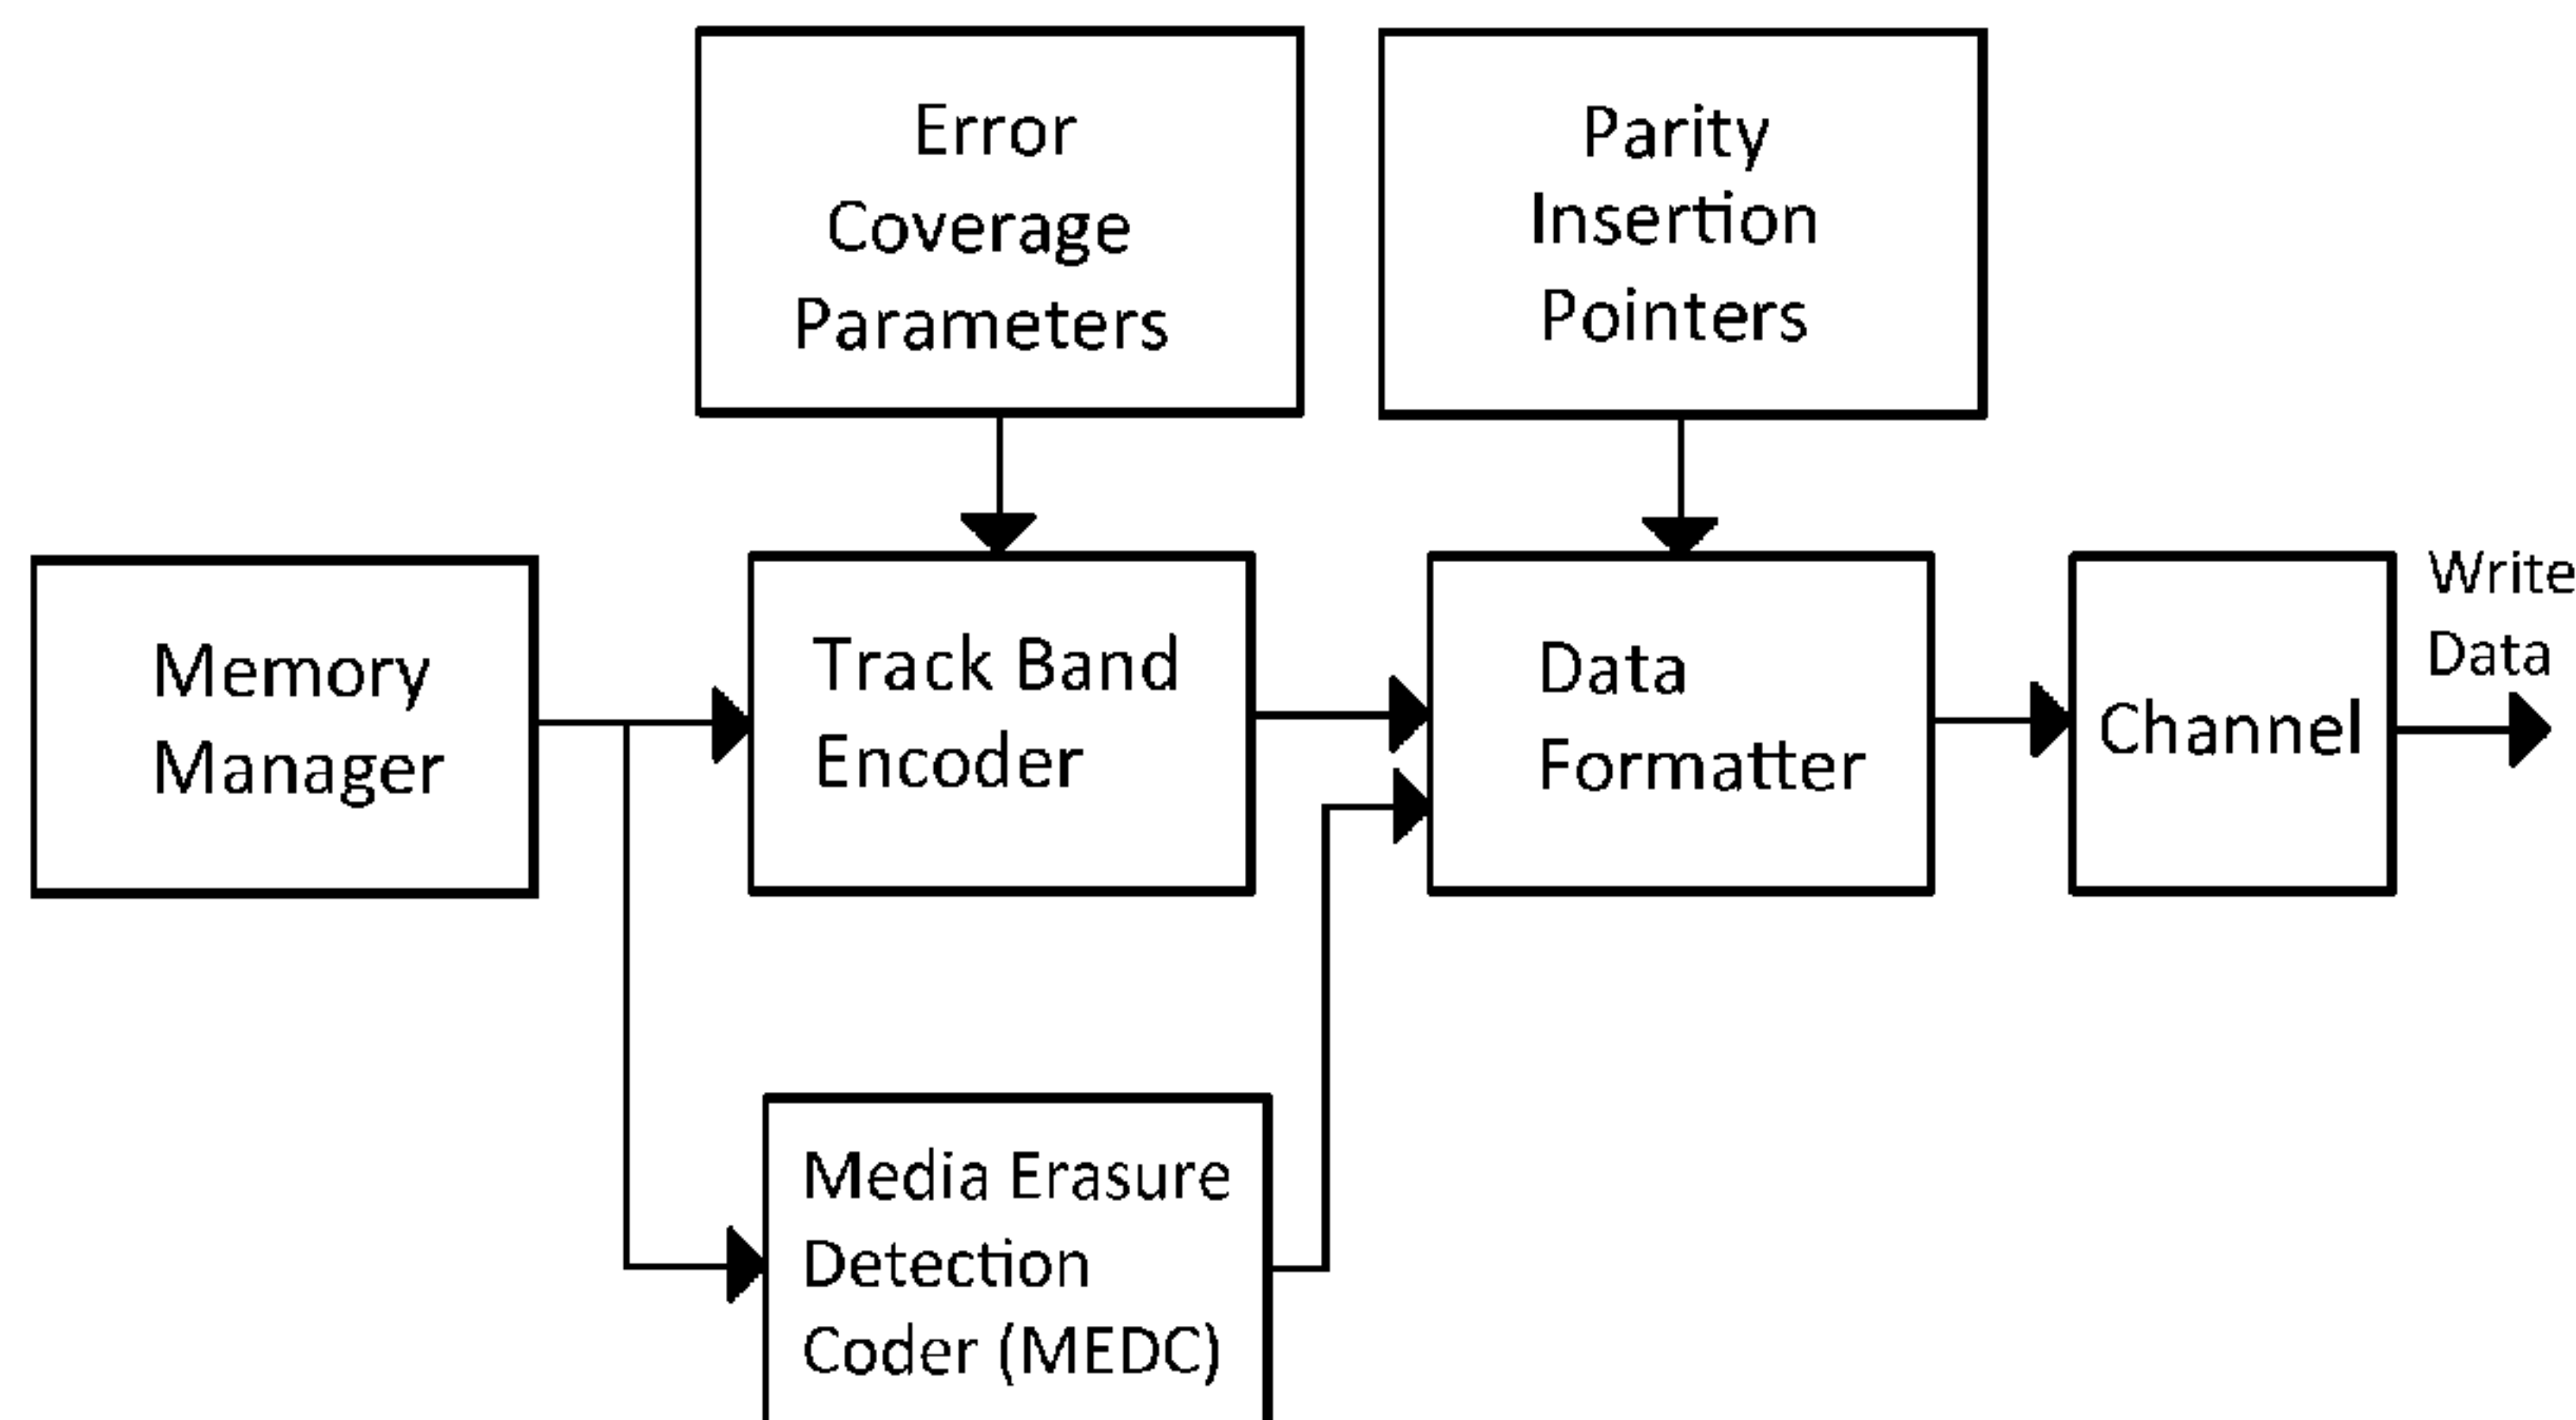 Error
Coverage
Parameters
Parity
Insertion
Pointers
Memory
Manager
Track Band
Encoder
Data
Formatter
Channel
Write
Data
Media Erasure
Detection
Coder (MEDC)